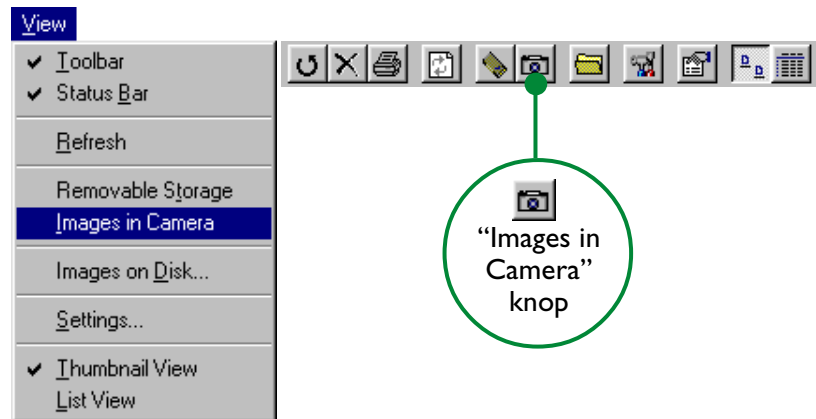 View
Toolbar
Status Bar
Refresh
Removable Storage
Images in Camera
Images on Disk...
Settings...
Thumbnail View
List View
“Images in
Camera”
knop